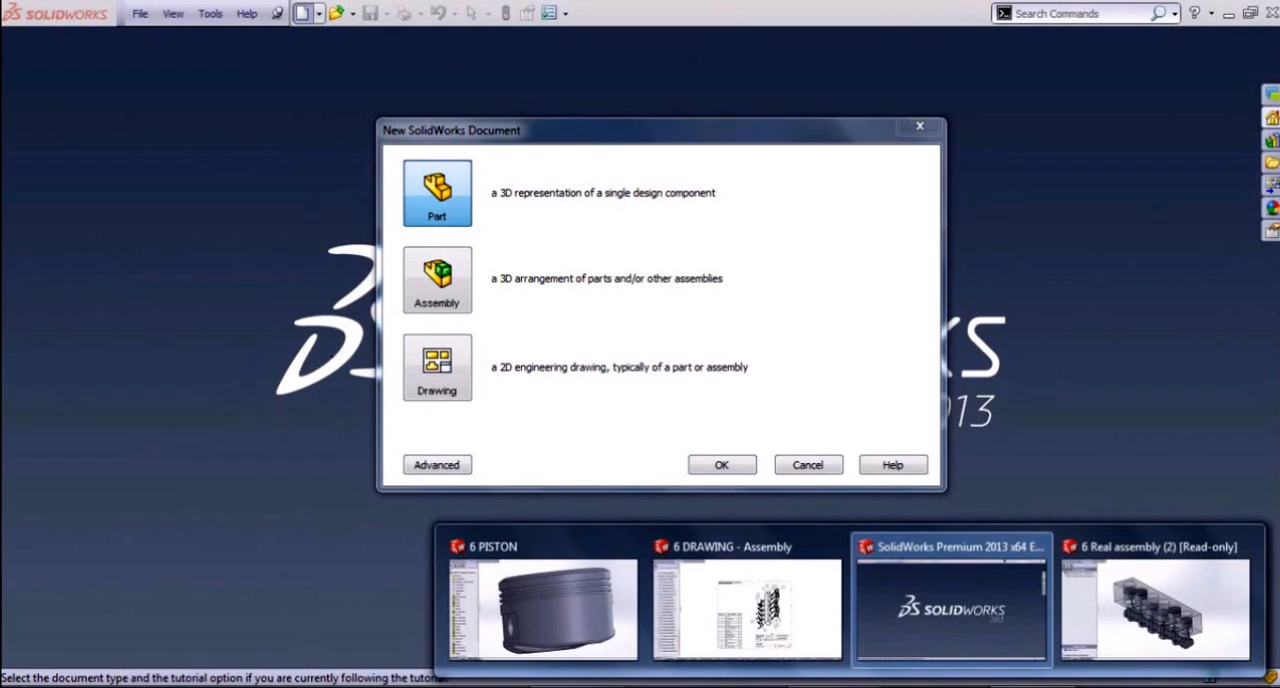 SOLIDWORKS File View Tools Help Search Commands
New SolidWorks Document
Part a 3D representation of a single design component
Assembly a 3D arrangement of parts and/or other assemblies
Drawing a 2D engineering drawing, typically of a part or assembly
2013
Advanced OK Cancel Help
6 PISTON 6 DRAWING - Assembly SolidWorks Premium 2013 x64 E... 6 Real assembly (2) [Read-only]
SOLIDWORKS
2013
Select the document type and the tutorial option if you are currently following the tutorial